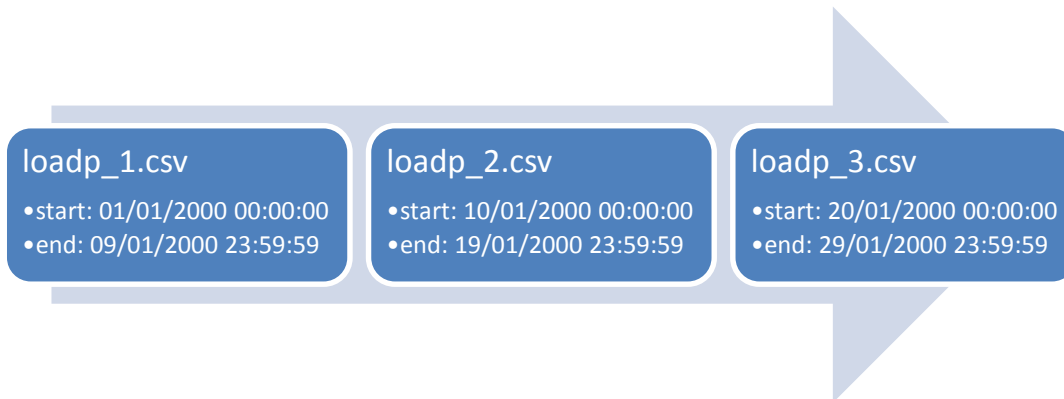 loadp_1.csv
•start: 01/01/2000 00:00:00
•end: 09/01/2000 23:59:59
loadp_2.csv
•start: 10/01/2000 00:00:00
•end: 19/01/2000 23:59:59
loadp_3.csv
•start: 20/01/2000 00:00:00
•end: 29/01/2000 23:59:59